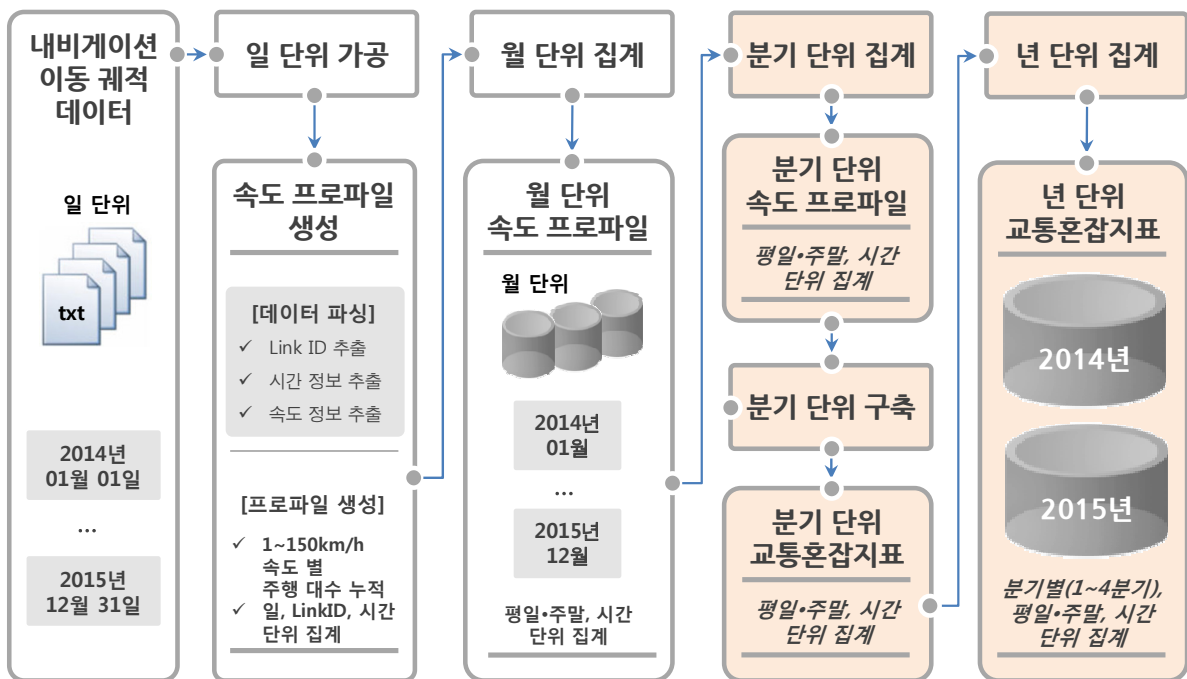 내비게이션
이동 궤적
데이터
일 단위
txt
2014년
01월 01일
...
2015년
12월 31일
일 단위 가공
속도 프로파일
생성
[데이터 파싱]
✓ Link ID 추출
✓ 시간 정보 추출
✓ 속도 정보 추출
[프로파일 생성]
✓ 1~150km/h
속도 별
주행 대수 누적
✓ 일, LinkID, 시간
단위 집계
월 단위 집계
월 단위
속도 프로파일
월 단위
2014년
01월
...
2015년
12월
평일•주말, 시간
단위 집계
분기 단위 집계
분기 단위
속도 프로파일
평일•주말, 시간
단위 집계
분기 단위 구축
분기 단위
교통혼잡지표
평일•주말, 시간
단위 집계
년 단위 집계
년 단위
교통혼잡지표
2014년
2015년
분기별(1~4분기),
평일•주말, 시간
단위 집계